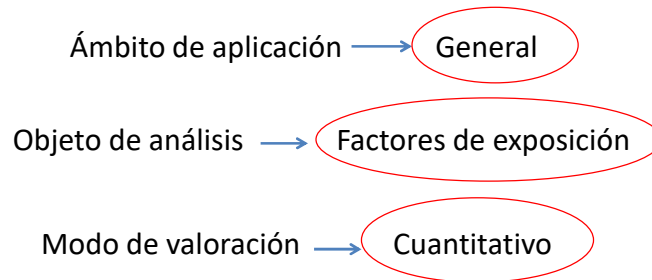 Ámbito de aplicación General
Objeto de análisis Factores de exposición
Modo de valoración Cuantitativo